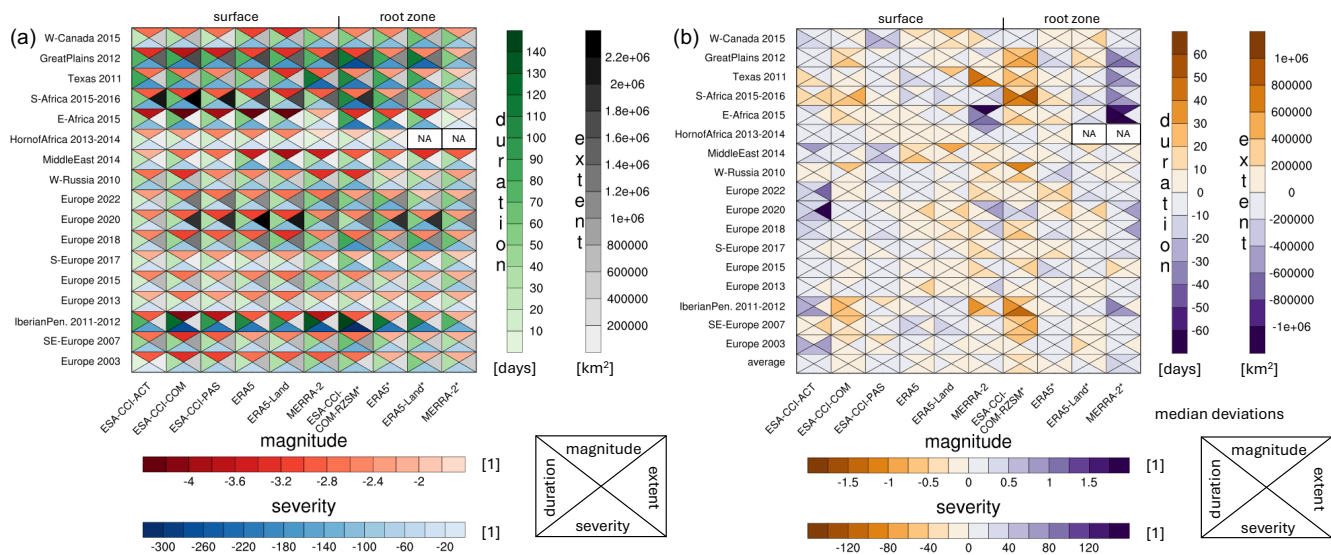 (a)
surface
root zone
W-Canada 2015
GreatPlains 2012
Texas 2011
S-Africa 2015-2016
E-Africa 2015
HornofAfrica 2013-2014
NA
NA
MiddleEast 2014
W-Russia 2010
Europe 2022
Europe 2020
Europe 2018
S-Europe 2017
Europe 2015
Europe 2013
IberianPen. 2011-2012
SE-Europe 2007
Europe 2003
ESA-CCI-ACT
ESA-CCI-COM
ESA-CCI-PAS
ERA5
ERA5-Land
MERRA-2
ESA-CCI-
COM-RZSM*
ERA5*
ERA5-Land*
MERRA-2*
duration
140
130
120
110
100
90
80
70
60
50
40
30
20
10
[days]
extent
2.2e+06
2e+06
1.8e+06
1.6e+06
1.4e+06
1.2e+06
1e+06
800000
600000
400000
200000
[km²]
magnitude
-4
-3.6
-3.2
-2.8
-2.4
-2
[1]
severity
-300
-260
-220
-180
-140
-100
-60
-20
[1]
magnitude
duration
extent
severity
(b)
surface
root zone
W-Canada 2015
GreatPlains 2012
Texas 2011
S-Africa 2015-2016
E-Africa 2015
HornofAfrica 2013-2014
NA
NA
MiddleEast 2014
W-Russia 2010
Europe 2022
Europe 2020
Europe 2018
S-Europe 2017
Europe 2015
Europe 2013
IberianPen. 2011-2012
SE-Europe 2007
Europe 2003
average
ESA-CCI-ACT
ESA-CCI-COM
ESA-CCI-PAS
ERA5
ERA5-Land
MERRA-2
ESA-CCI-
COM-RZSM*
ERA5*
ERA5-Land*
MERRA-2*
duration
60
50
40
30
20
10
0
-10
-20
-30
-40
-50
-60
[days]
extent
1e+06
800000
600000
400000
200000
0
-200000
-400000
-600000
-800000
-1e+06
[km²]
median deviations
magnitude
-1.5
-1
-0.5
0
0.5
1
1.5
[1]
severity
-120
-80
-40
0
40
80
120
[1]
magnitude
duration
extent
severity